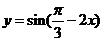 y = sin(π/3 − 2x)